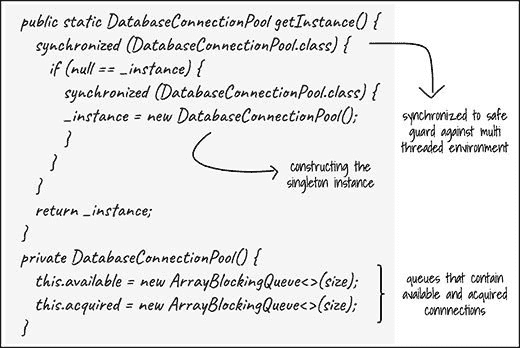 public static DatabaseConnectionPool getInstance() {
synchronized (DatabaseConnectionPool.class) {
if (null == _instance) {
synchronized (DatabaseConnectionPool.class) {
_instance = new DatabaseConnectionPool();
}
}
}
return _instance;
}
private DatabaseConnectionPool() {
this.available = new ArrayBlockingQueue<>(size);
this.acquired = new ArrayBlockingQueue<>(size);
}
synchronized to safe
guard against multi
threaded environment
constructing the
singleton instance
queues that contain
available and acquired
connnections